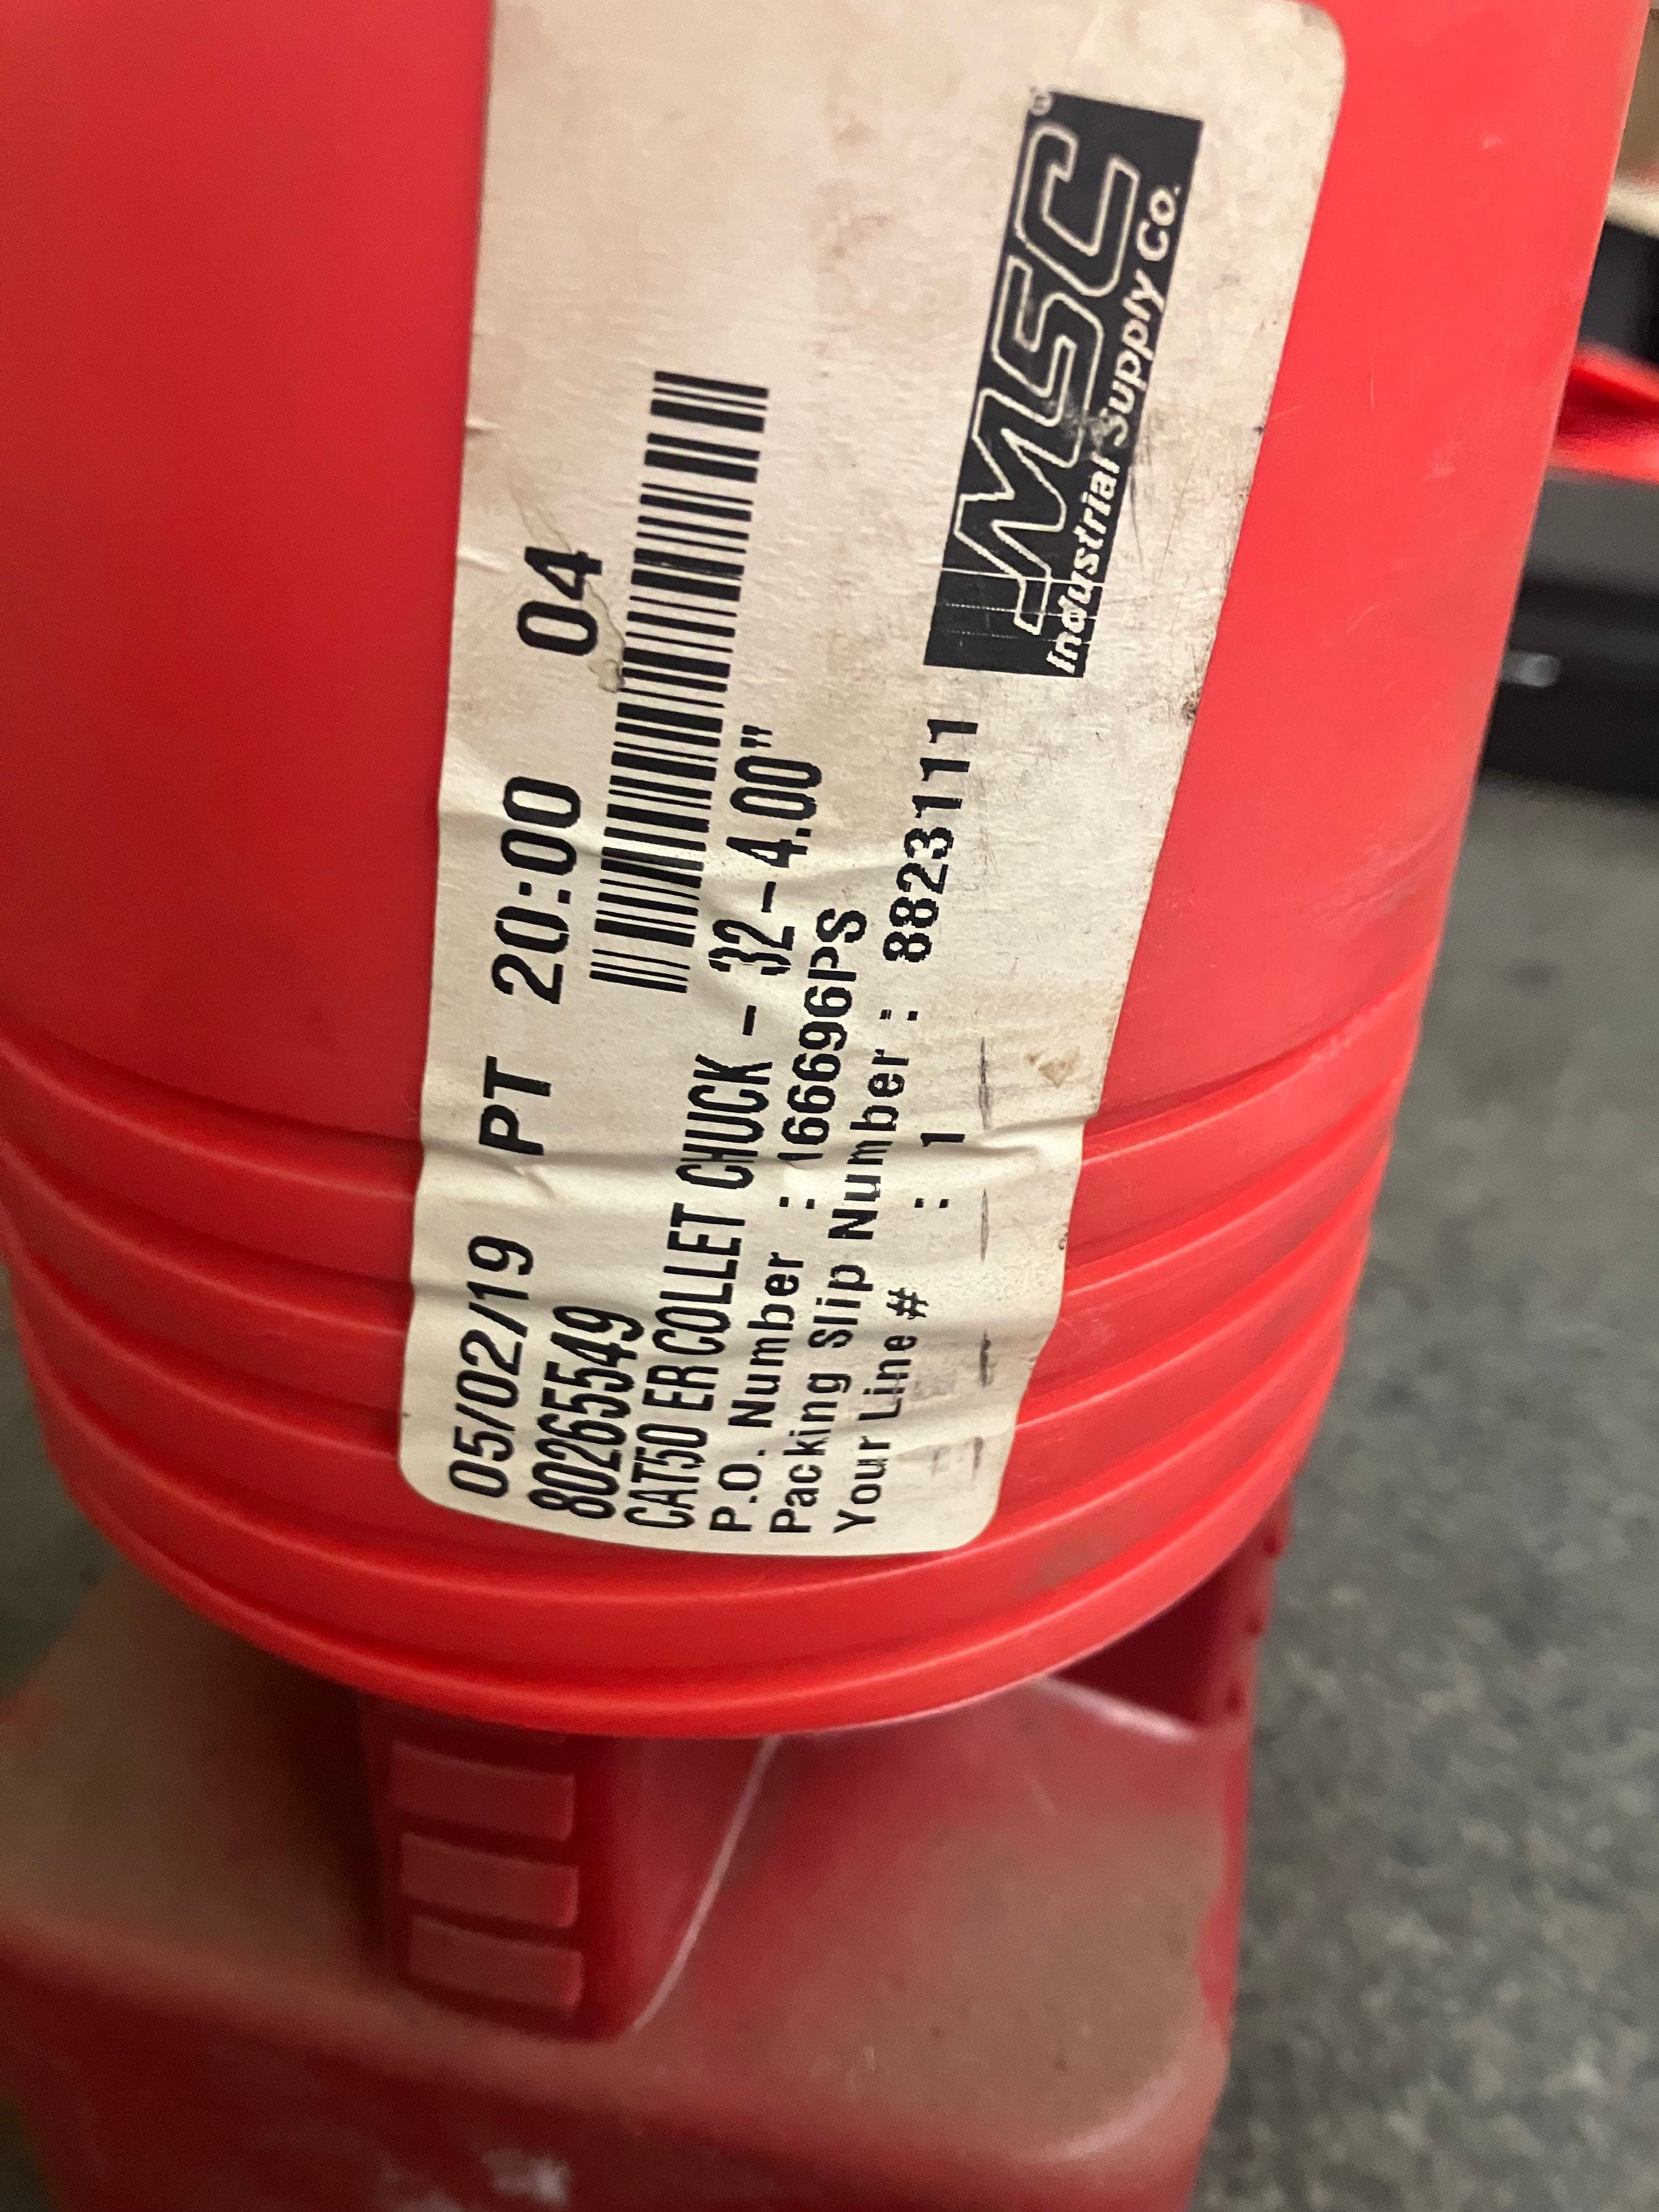 05/02/19 PT 20:00 04
80265549
CAT50 ER COLLET CHUCK - 32-4.00"
P.O. Number : 166696PS
Packing Slip Number : 8823111
Your Line # : 1
MSC®
Industrial Supply Co.